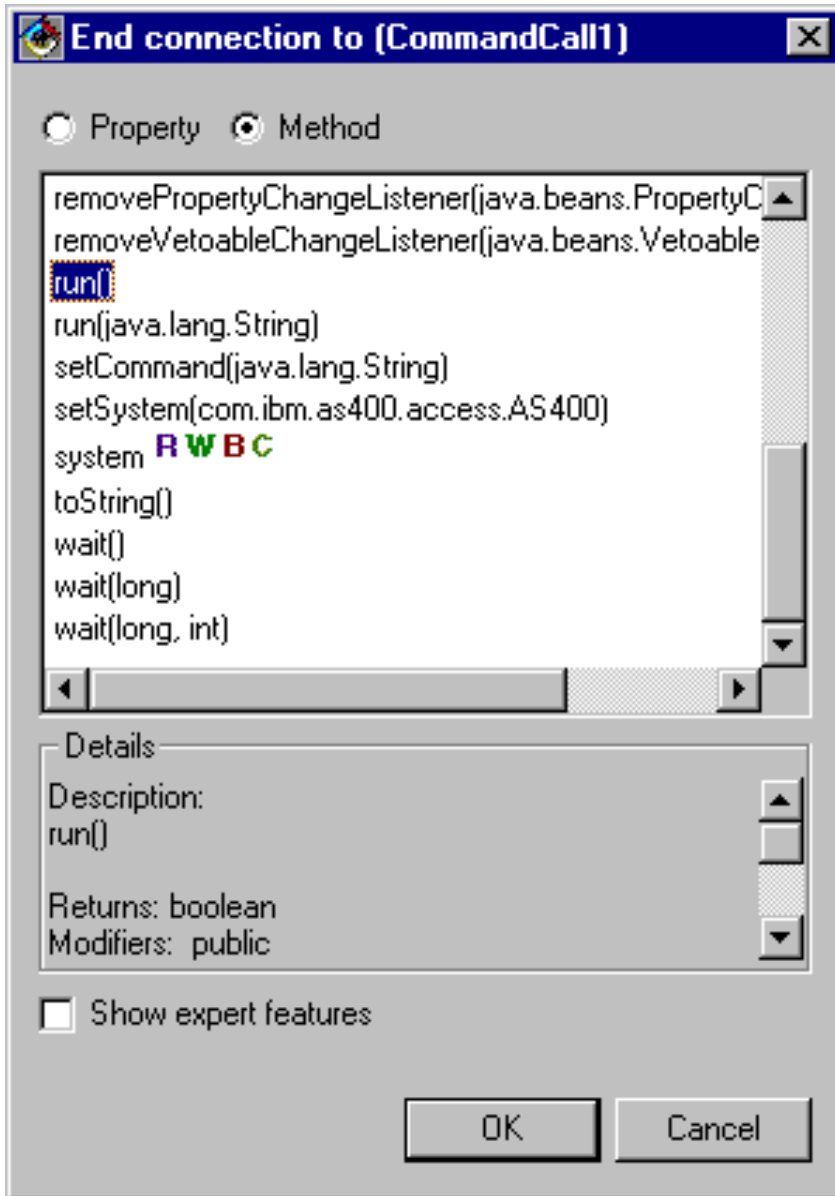 End connection to (CommandCall1)
Property Method
removePropertyChangeListener(java.beans.PropertyC
removeVetoableChangeListener(java.beans.Vetoable
run()
run(java.lang.String)
setCommand(java.lang.String)
setSystem(com.ibm.as400.access.AS400)
system R W B C
toString()
wait()
wait(long)
wait(long, int)
Details
Description:
run()
Returns: boolean
Modifiers: public
Show expert features
OK Cancel